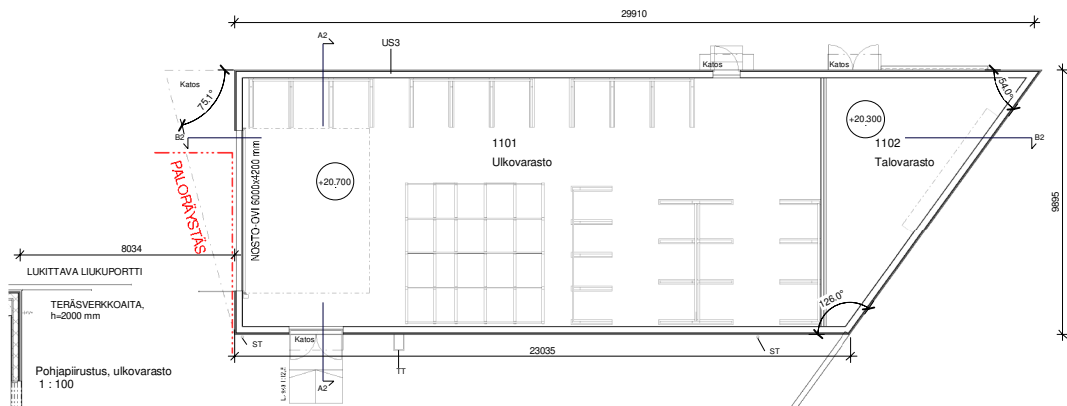 29910
A2
US3
Katos
Katos
Katos
75.1°
54.0°
B2
B2
+20.300
1101
Ulkovarasto
1102
Talovarasto
+20.700
NOSTO-OVI 6000x4200 mm
PALORÄYSTÄS
9895
8034
LUKITTAVA LIUKUPORTTI
TERÄSVERKKOAITA,
h=2000 mm
126.0°
Katos
ST
23035
ST
TT
A2
Pohjapiirustus, ulkovarasto
1 : 100